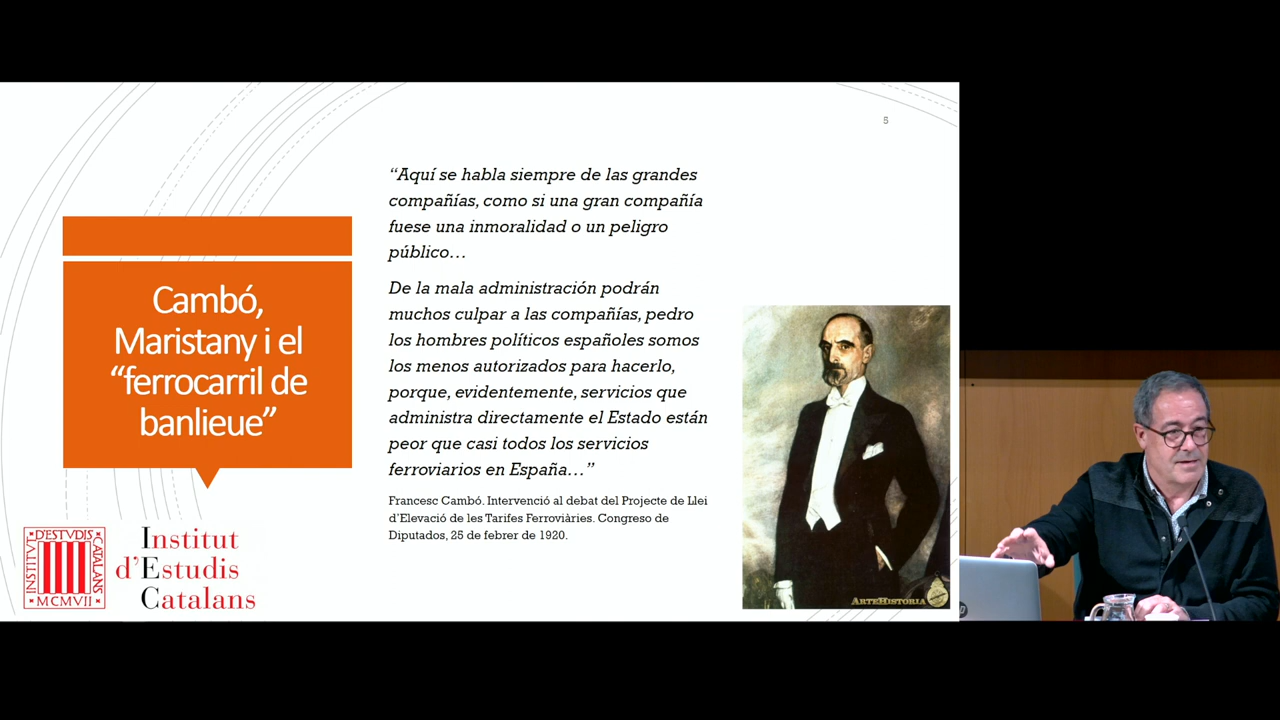 5
“Aquí se habla siempre de las grandes
compañías, como si una gran compañía
fuese una inmoralidad o un peligro
público…
De la mala administración podrán
muchos culpar a las compañías, pedro
los hombres políticos españoles somos
los menos autorizados para hacerlo,
porque, evidentemente, servicios que
administra directamente el Estado están
peor que casi todos los servicios
ferroviarios en España…”
Francesc Cambó. Intervenció al debat del Projecte de Llei
d’Elevació de les Tarifes Ferroviàries. Congreso de
Diputados, 25 de febrer de 1920.
Cambó,
Maristany i el
“ferrocarril de
banlieue”
INSTITVT
D'ESTVDIS
CATALANS
MCMVII
Institut
d’Estudis
Catalans
ARTEHISTORIA
hp